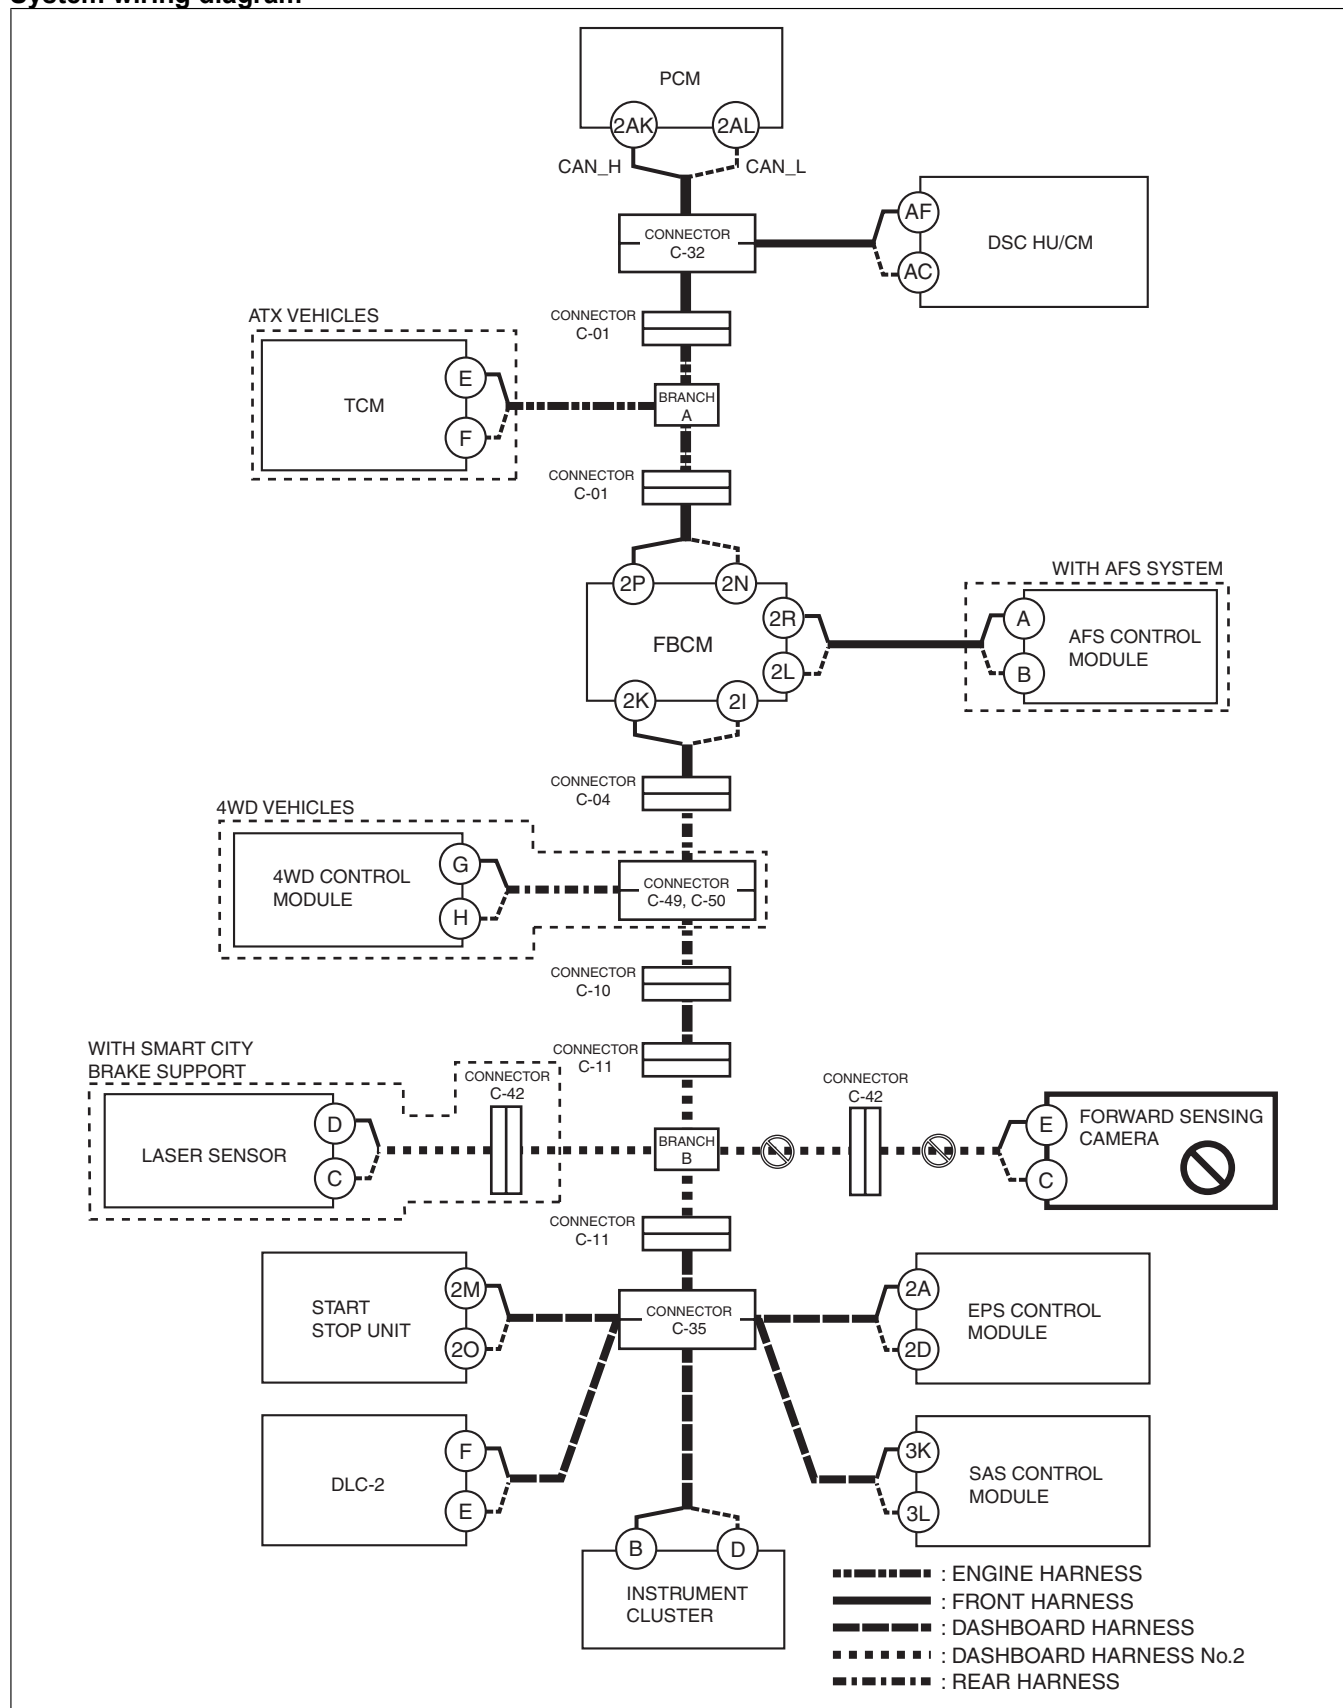 System wiring diagram
PCM
2AK
2AL
CAN_H
CAN_L
CONNECTOR
C-32
AF
AC
DSC HU/CM
ATX VEHICLES
CONNECTOR
C-01
TCM
E
F
BRANCH
A
CONNECTOR
C-01
2P
2N
2R
2L
FBCM
2K
2I
WITH AFS SYSTEM
A
B
AFS CONTROL
MODULE
CONNECTOR
C-04
4WD VEHICLES
4WD CONTROL
MODULE
G
H
CONNECTOR
C-49, C-50
CONNECTOR
C-10
CONNECTOR
C-11
WITH SMART CITY
BRAKE SUPPORT
CONNECTOR
C-42
LASER SENSOR
D
C
BRANCH
B
CONNECTOR
C-42
E
C
FORWARD SENSING
CAMERA
CONNECTOR
C-11
START
STOP UNIT
2M
2O
CONNECTOR
C-35
2A
2D
EPS CONTROL
MODULE
DLC-2
F
E
3K
3L
SAS CONTROL
MODULE
B
D
INSTRUMENT
CLUSTER
: ENGINE HARNESS
: FRONT HARNESS
: DASHBOARD HARNESS
: DASHBOARD HARNESS No.2
: REAR HARNESS